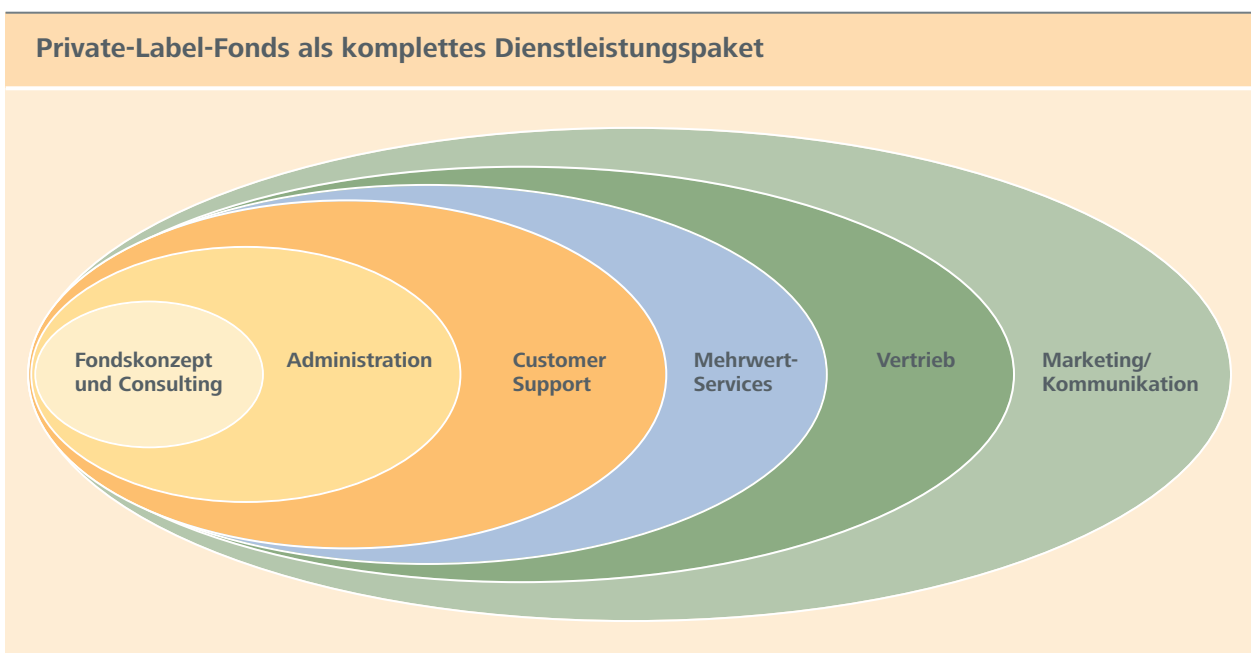 Private-Label-Fonds als komplettes Dienstleistungspaket
Fondskonzept
und Consulting
Administration
Customer
Support
Mehrwert-
Services
Vertrieb
Marketing/
Kommunikation